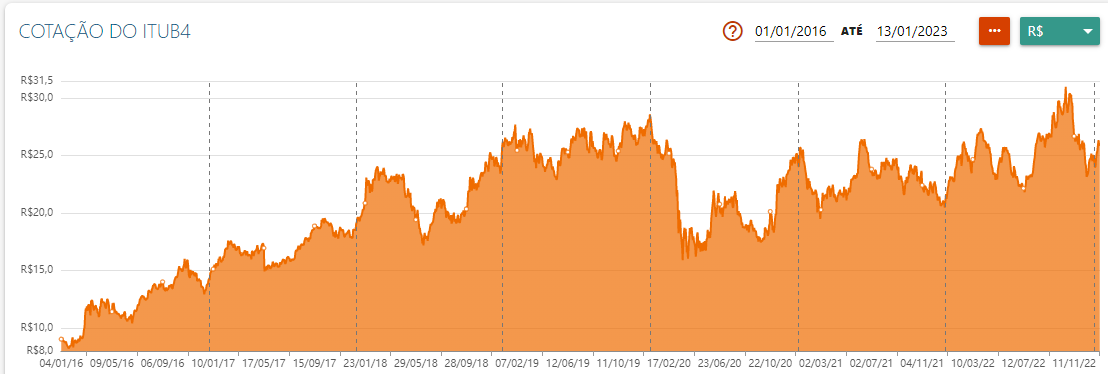 COTAÇÃO DO ITUB4
? 01/01/2016 ATÉ 13/01/2023 ... R$
R$31,5
R$30,0
R$25,0
R$20,0
R$15,0
R$10,0
R$8,0
04/01/16 09/05/16 06/09/16 10/01/17 17/05/17 15/09/17 23/01/18 29/05/18 28/09/18 07/02/19 12/06/19 11/10/19 17/02/20 23/06/20 22/10/20 02/03/21 02/07/21 04/11/21 10/03/22 12/07/22 11/11/22